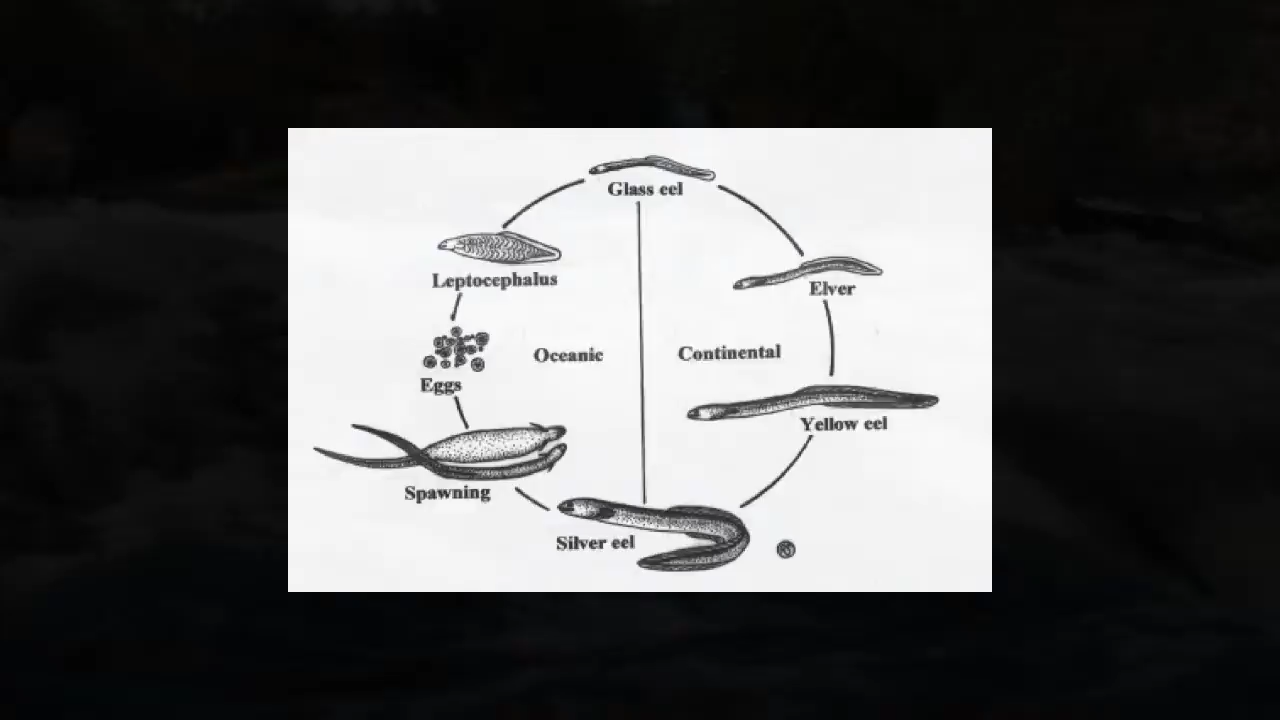 Glass eel
Leptocephalus
Elver
Oceanic
Continental
Eggs
Yellow eel
Spawning
Silver eel